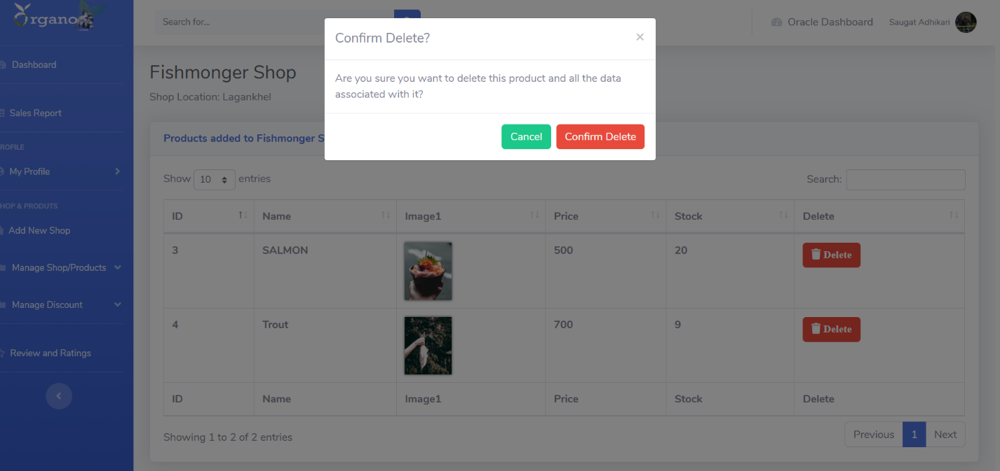 Organo
Search for...
Oracle Dashboard
Saugat Adhikari
Confirm Delete?
×
Are you sure you want to delete this product and all the data
associated with it?
Cancel
Confirm Delete
Dashboard
Sales Report
ROFILE
My Profile
HOP & PRODUTS
Add New Shop
Manage Shop/Products
Manage Discount
Review and Ratings
Fishmonger Shop
Shop Location: Lagankhel
Products added to Fishmonger S
Show 10 entries
Search:
ID Name Image1 Price Stock Delete
3 SALMON 500 20 Delete
4 Trout 700 9 Delete
ID Name Image1 Price Stock Delete
Showing 1 to 2 of 2 entries
Previous 1 Next